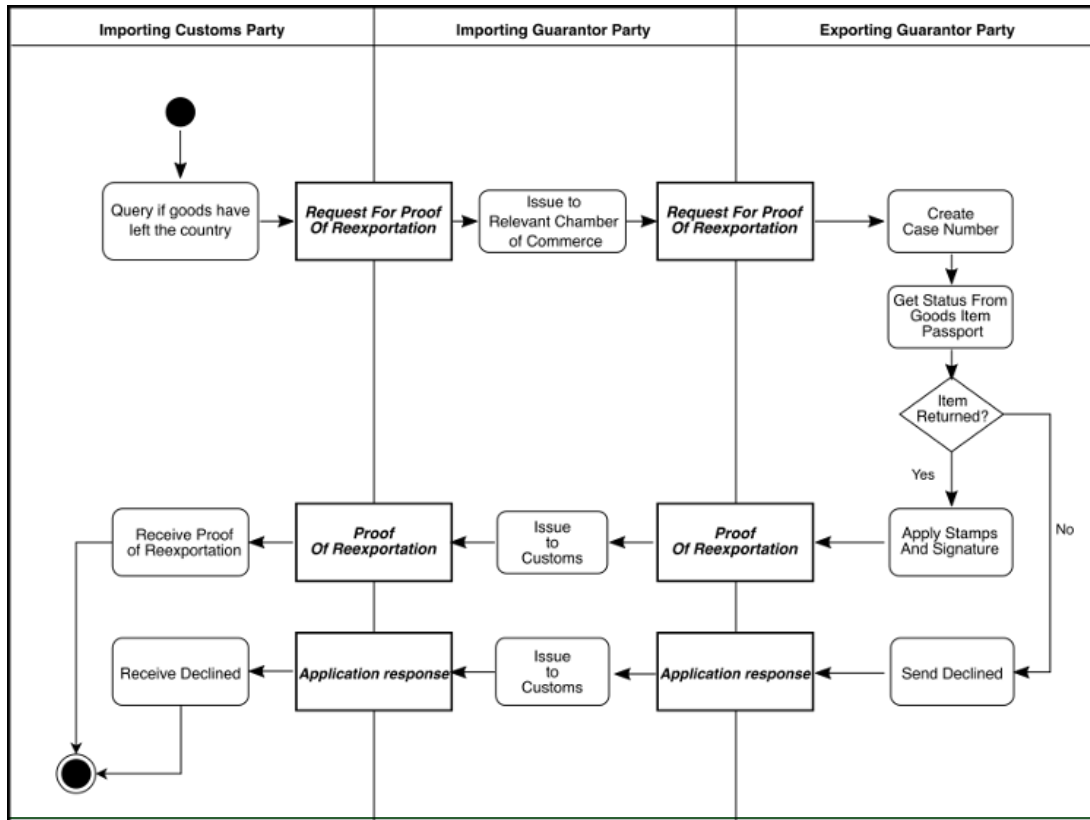 Importing Customs Party
Importing Guarantor Party
Exporting Guarantor Party
Query if goods have
left the country
Request For Proof
Of Reexportation
Issue to
Relevant Chamber
of Commerce
Request For Proof
Of Reexportation
Create
Case Number
Get Status From
Goods Item
Passport
Item
Returned?
Yes
No
Receive Proof
of Reexportation
Proof
Of Reexportation
Issue
to
Customs
Proof
Of Reexportation
Apply Stamps
And Signature
Receive Declined
Application response
Issue
to
Customs
Application response
Send Declined